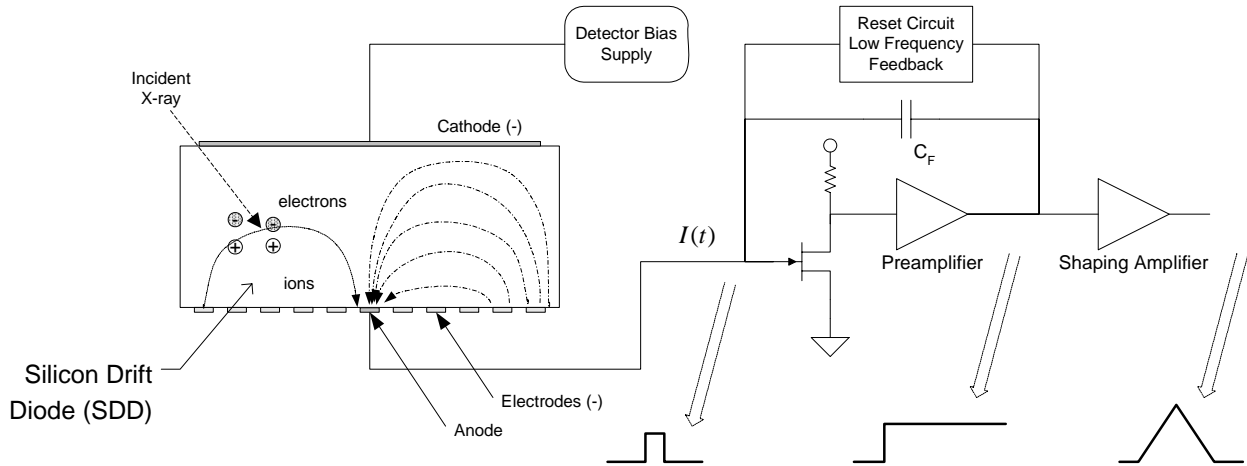 Detector Bias
Supply
Reset Circuit
Low Frequency
Feedback
Incident
X-ray
Cathode (-)
C_F
electrons
I(t)
Preamplifier
Shaping Amplifier
ions
Silicon Drift
Diode (SDD)
Electrodes (-)
Anode